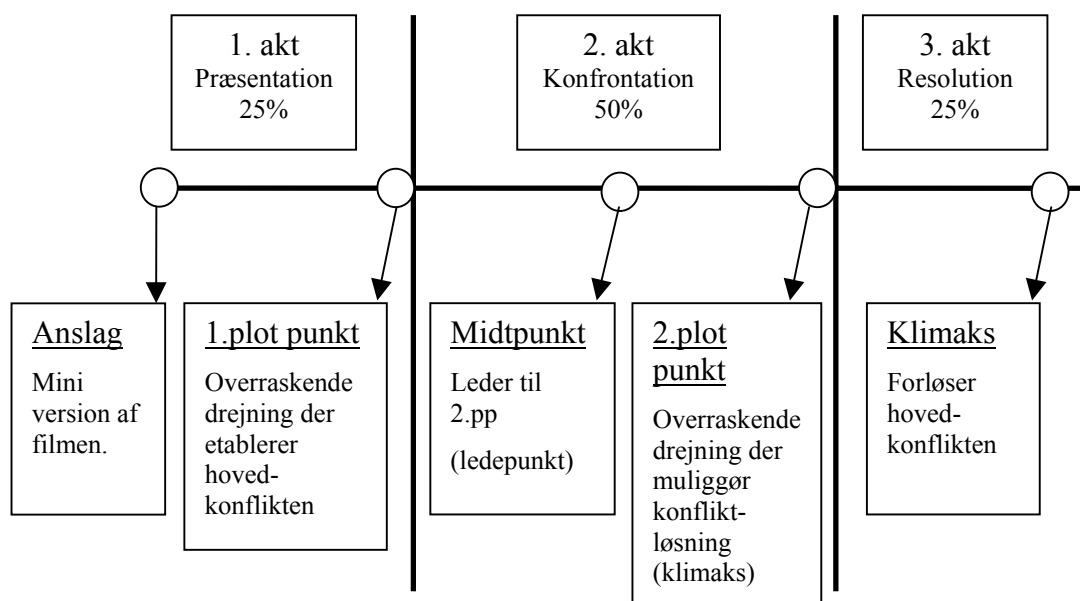 1. akt
Præsentation
25%
2. akt
Konfrontation
50%
3. akt
Resolution
25%
Anslag
Mini
version af
filmen.
1.plot punkt
Overraskende
drejning der
etablerer
hoved-
konflikten
Midtpunkt
Leder til
2.pp
(ledepunkt)
2.plot
punkt
Overraskende
drejning der
muliggør
konflikt-
løsning
(klimaks)
Klimaks
Forløser
hoved-
konflikten